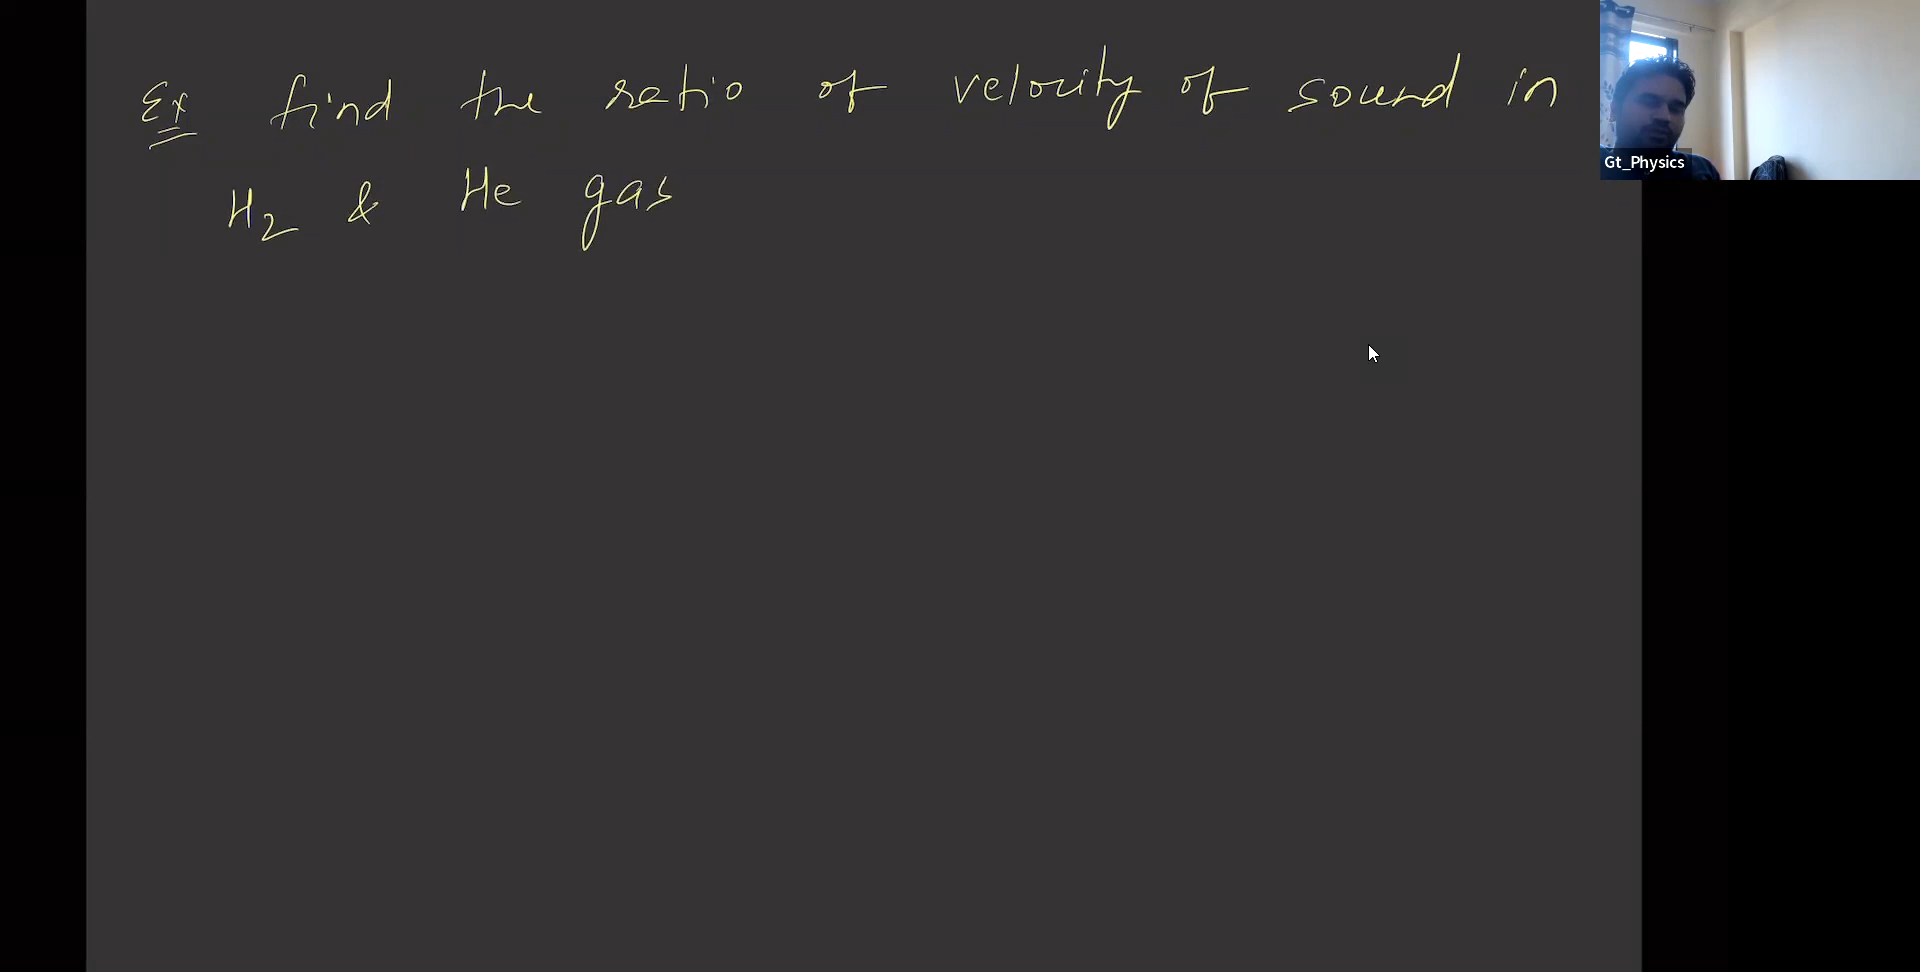 Ex find the ratio of velocity of sound in
H₂ & He gas
Gt_Physics